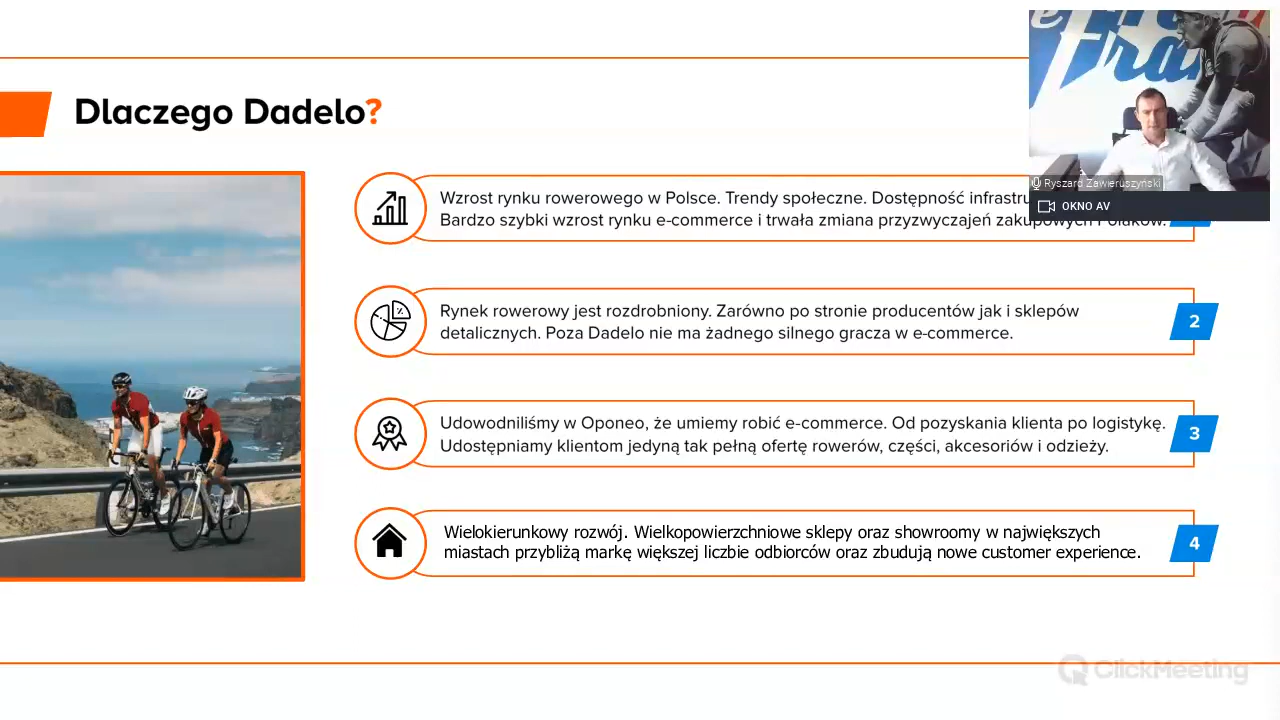 Dlaczego Dadelo?
Wzrost rynku rowerowego w Polsce. Trendy społeczne. Dostępność
Bardzo szybki wzrost rynku e-commerce i trwała zmiana przyzwyczajeń zakupowych Polaków.
Rynek rowerowy jest rozdrobniony. Zarówno po stronie producentów jak i sklepów
detalicznych. Poza Dadelo nie ma żadnego silnego gracza w e-commerce.
2
Udowodniliśmy w Oponeo, że umiemy robić e-commerce. Od pozyskania klienta po logistykę.
Udostępniamy klientom jedyną tak pełną ofertę rowerów, części, akcesoriów i odzieży.
3
Wielokierunkowy rozwój. Wielkopowierzchniowe sklepy oraz showroomy w największych
miastach przybliżą markę większej liczbie odbiorców oraz zbudują nowe customer experience.
4
Ryszard Zawieruszyński
OKNO AV
ClickMeeting